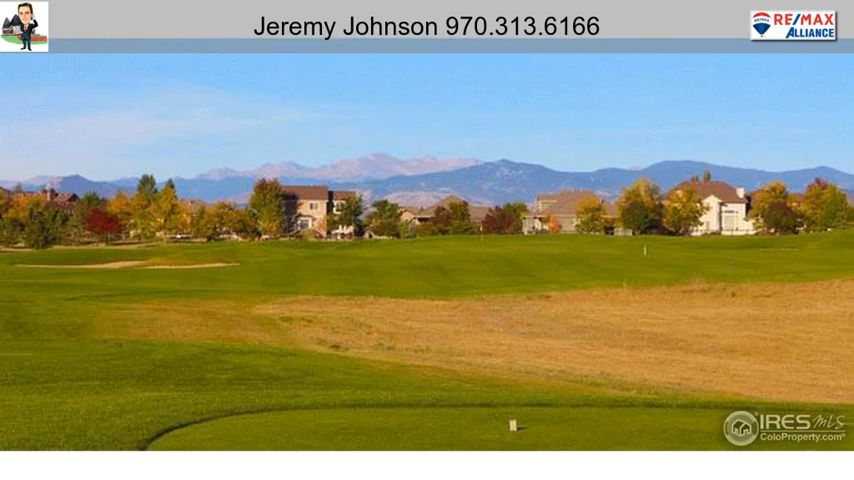 Jeremy Johnson 970.313.6166
RE/MAX
ALLIANCE
IRES MLS
ColoProperty.com